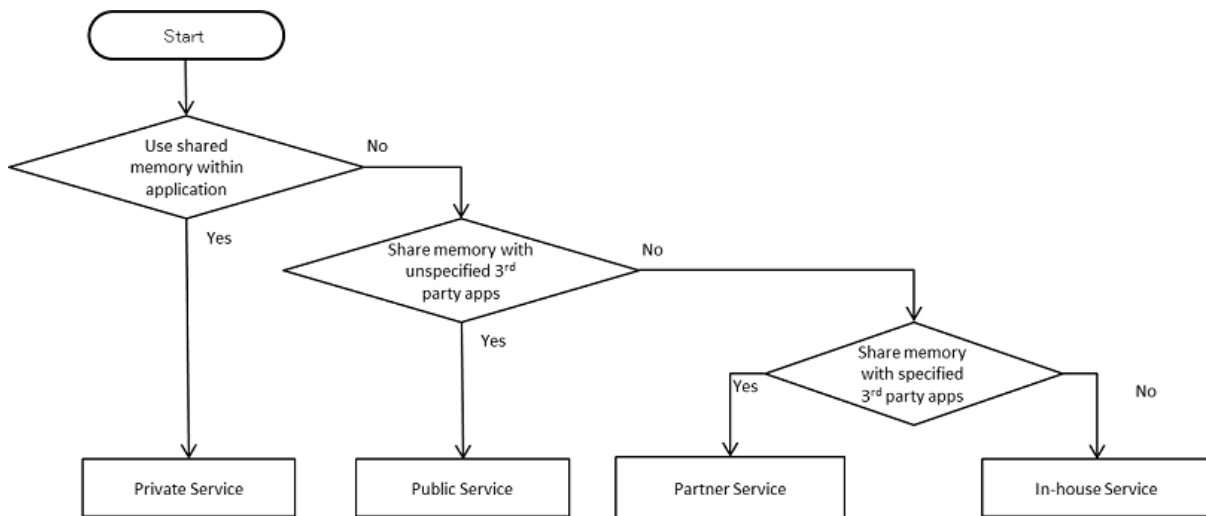 Start
Use shared
memory within
application
No
Yes
Share memory with
unspecified 3rd
party apps
No
Yes
Share memory
with specified
3rd party apps
Yes
No
Private Service
Public Service
Partner Service
In-house Service